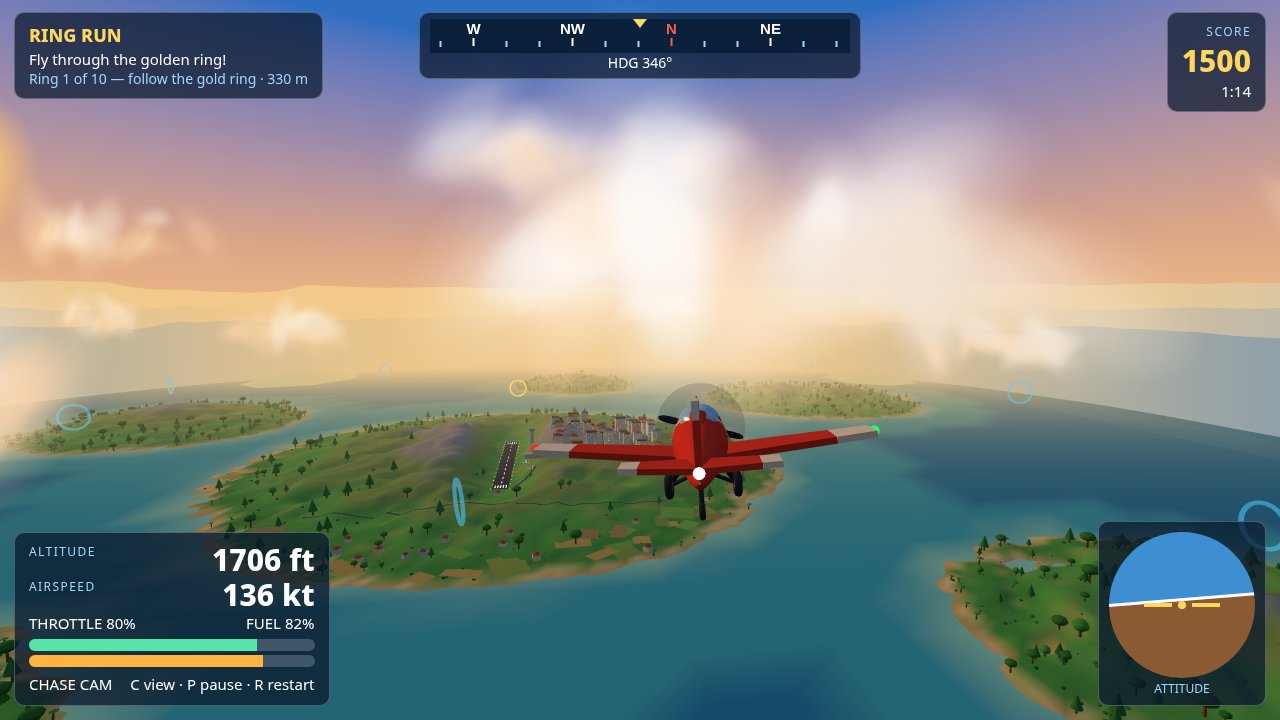 RING RUN
Fly through the golden ring!
Ring 1 of 10 — follow the gold ring · 330 m
W NW N NE
HDG 346°
SCORE
1500
1:14
ALTITUDE 1706 ft
AIRSPEED 136 kt
THROTTLE 80% FUEL 82%
CHASE CAM C view · P pause · R restart
ATTITUDE